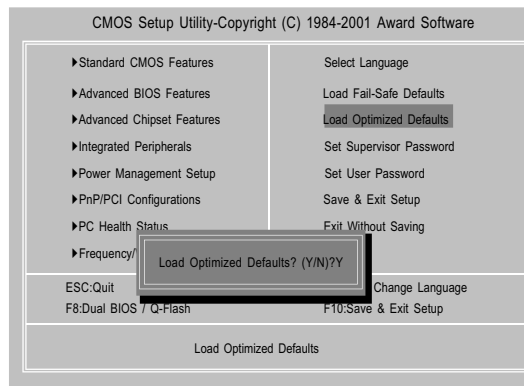 CMOS Setup Utility-Copyright (C) 1984-2001 Award Software
▶Standard CMOS Features
▶Advanced BIOS Features
▶Advanced Chipset Features
▶Integrated Peripherals
▶Power Management Setup
▶PnP/PCI Configurations
▶PC Health Status
▶Frequency/
Select Language
Load Fail-Safe Defaults
Load Optimized Defaults
Set Supervisor Password
Set User Password
Save & Exit Setup
Exit Without Saving
Load Optimized Defaults? (Y/N)?Y
ESC:Quit
Change Language
F8:Dual BIOS / Q-Flash
F10:Save & Exit Setup
Load Optimized Defaults